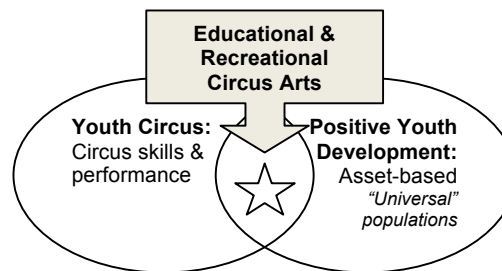 Educational &
Recreational
Circus Arts
Youth Circus:
Circus skills &
performance
Positive Youth
Development:
Asset-based
“Universal”
populations